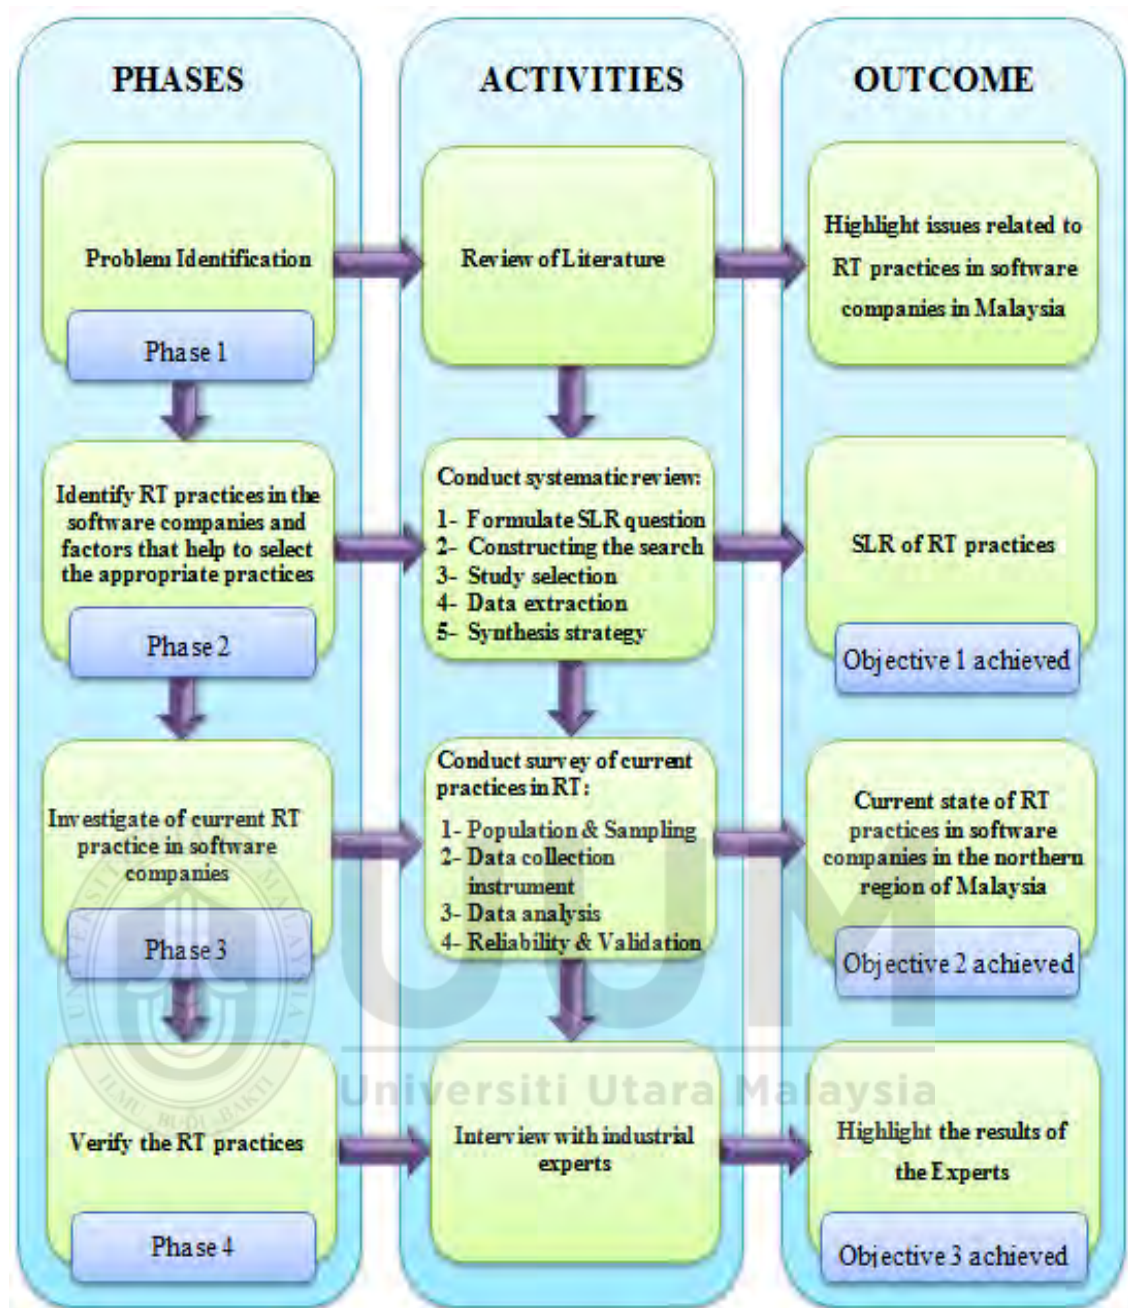 PHASES
ACTIVITIES
OUTCOME
Problem Identification
Phase 1
Review of Literature
Highlight issues related to
RT practices in software
companies in Malaysia
Identify RT practices in the
software companies and
factors that help to select
the appropriate practices
Phase 2
Conduct systematic review:
1- Formulate SLR question
2- Constructing the search
3- Study selection
4- Data extraction
5- Synthesis strategy
SLR of RT practices
Objective 1 achieved
Investigate of current RT
practice in software
companies
Phase 3
Conduct survey of current
practices in RT:
1- Population & Sampling
2- Data collection
instrument
3- Data analysis
4- Reliability & Validation
Current state of RT
practices in software
companies in the northern
region of Malaysia
Objective 2 achieved
Verify the RT practices
Phase 4
Interview with industrial
experts
Highlight the results of
the Experts
Objective 3 achieved
UUM
Universiti Utara Malaysia
UNIVERSITI UTARA MALAYSIA
ILMU BUDI BAKTI